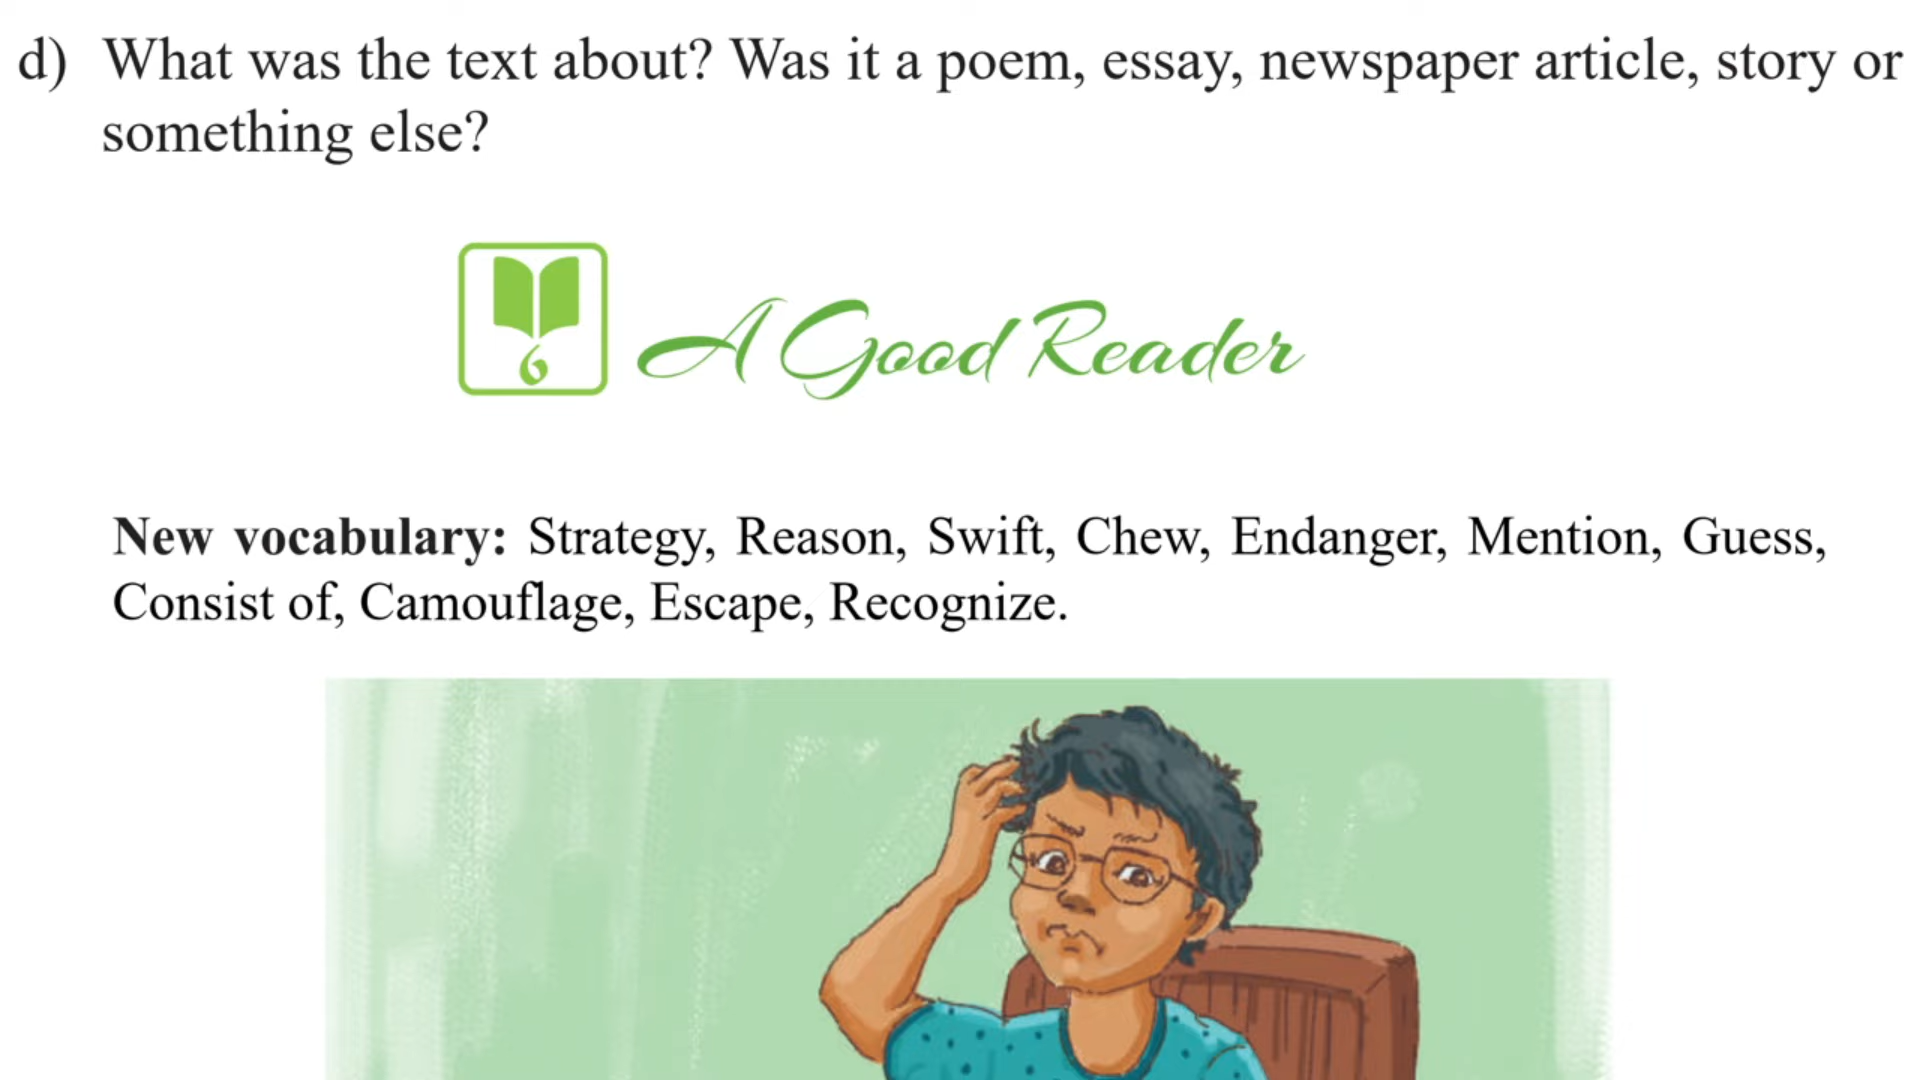 d) What was the text about? Was it a poem, essay, newspaper article, story or
something else?
6
A Good Reader
New vocabulary: Strategy, Reason, Swift, Chew, Endanger, Mention, Guess,
Consist of, Camouflage, Escape, Recognize.